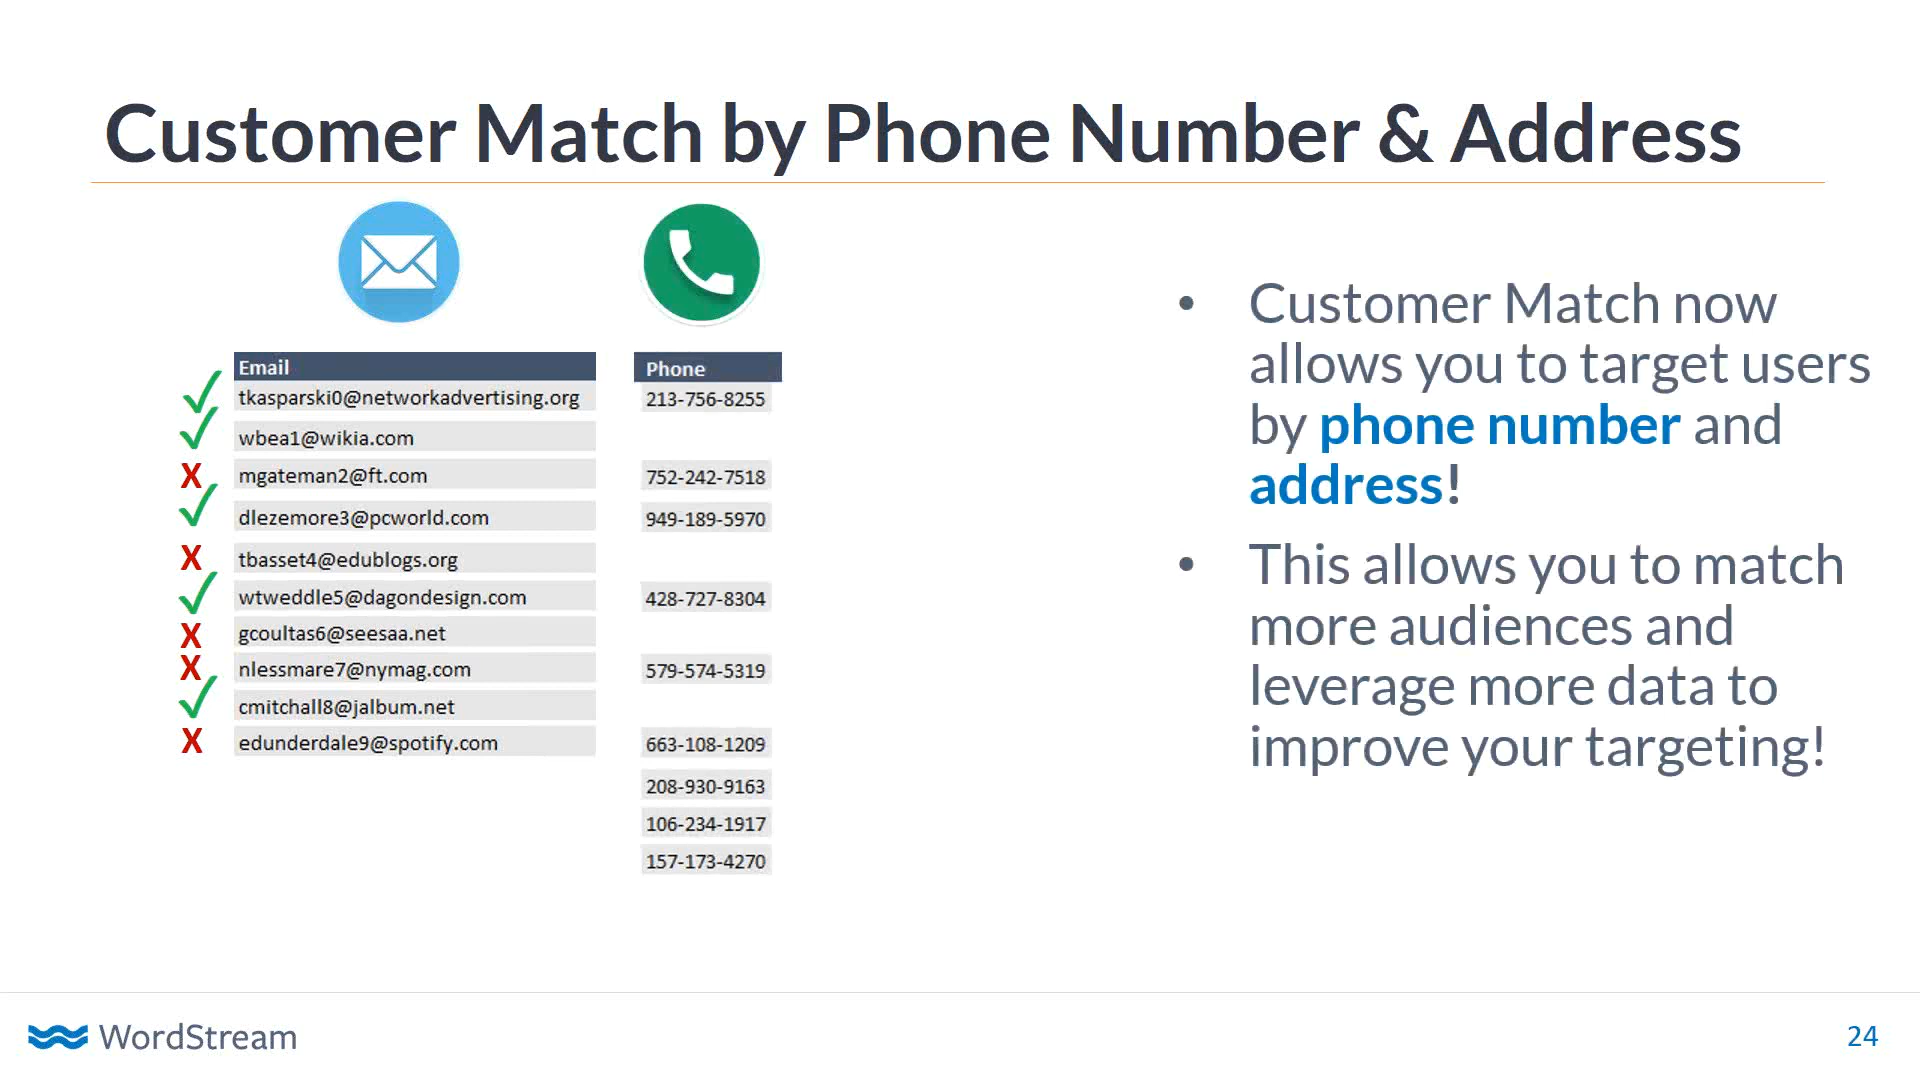 Customer Match by Phone Number & Address
Email
tkasparski0@networkadvertising.org
wbea1@wikia.com
X mgateman2@ft.com
dlezemore3@pcworld.com
X tbasset4@edublogs.org
wtweddle5@dagondesign.com
X gcoultas6@seesaa.net
X nlessmare7@nymag.com
cmitchall8@jalbum.net
X edunderdale9@spotify.com
Phone
213-756-8255
752-242-7518
949-189-5970
428-727-8304
579-574-5319
663-108-1209
208-930-9163
106-234-1917
157-173-4270
• Customer Match now
allows you to target users
by phone number and
address!
• This allows you to match
more audiences and
leverage more data to
improve your targeting!
WordStream
24